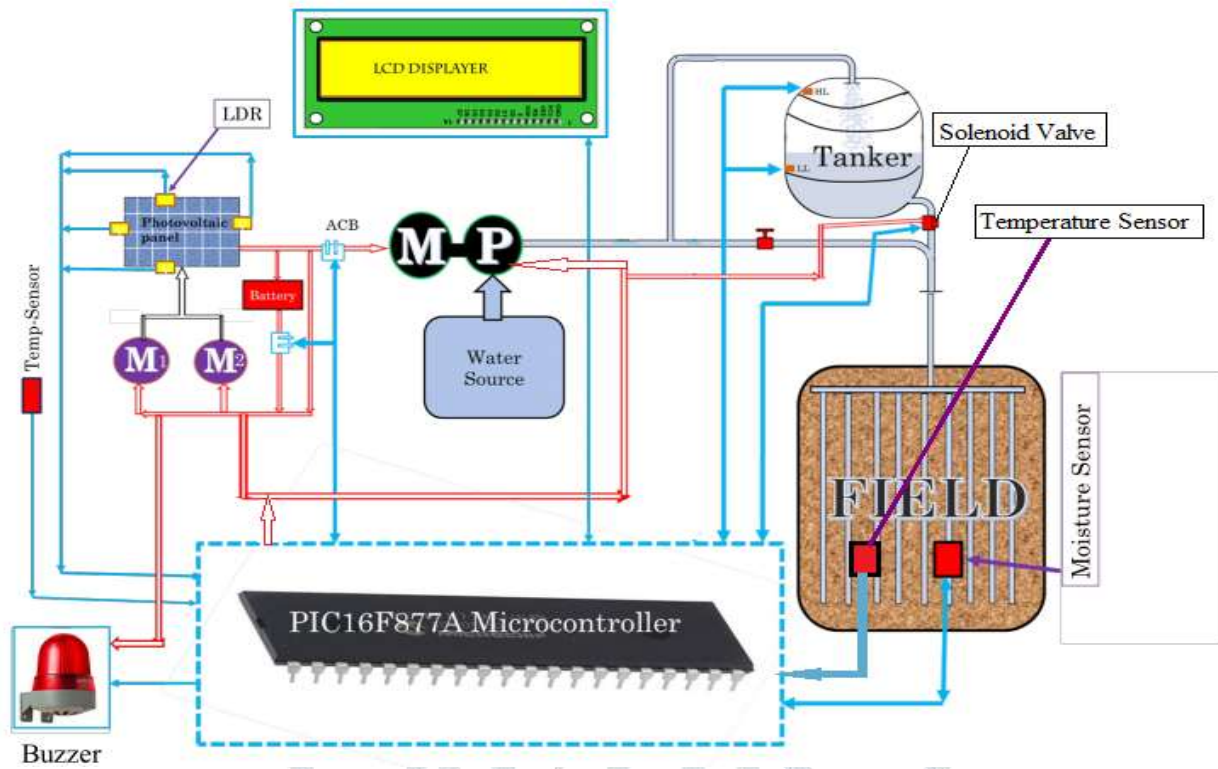 LCD DISPLAYER
LDR
HL
Tanker
LL
Solenoid Valve
Temperature Sensor
Photovoltaic
panel
ACB
M-P
Battery
Temp-Sensor
M1
M2
Water
Source
FIELD
Moisture Sensor
PIC16F877A Microcontroller
Buzzer